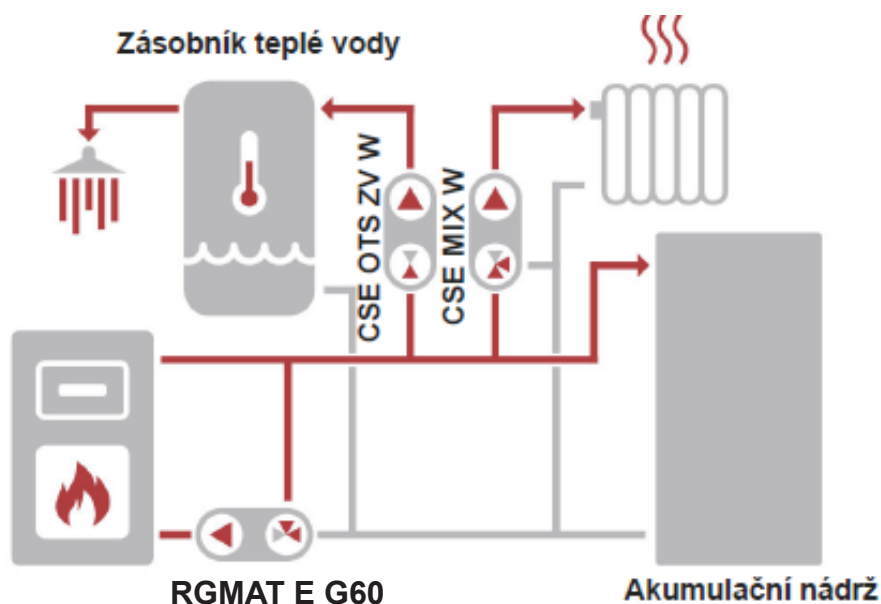 Zásobník teplé vody
CSE OTS ZV W
CSE MIX W
RGMAT E G60
Akumulační nádrž